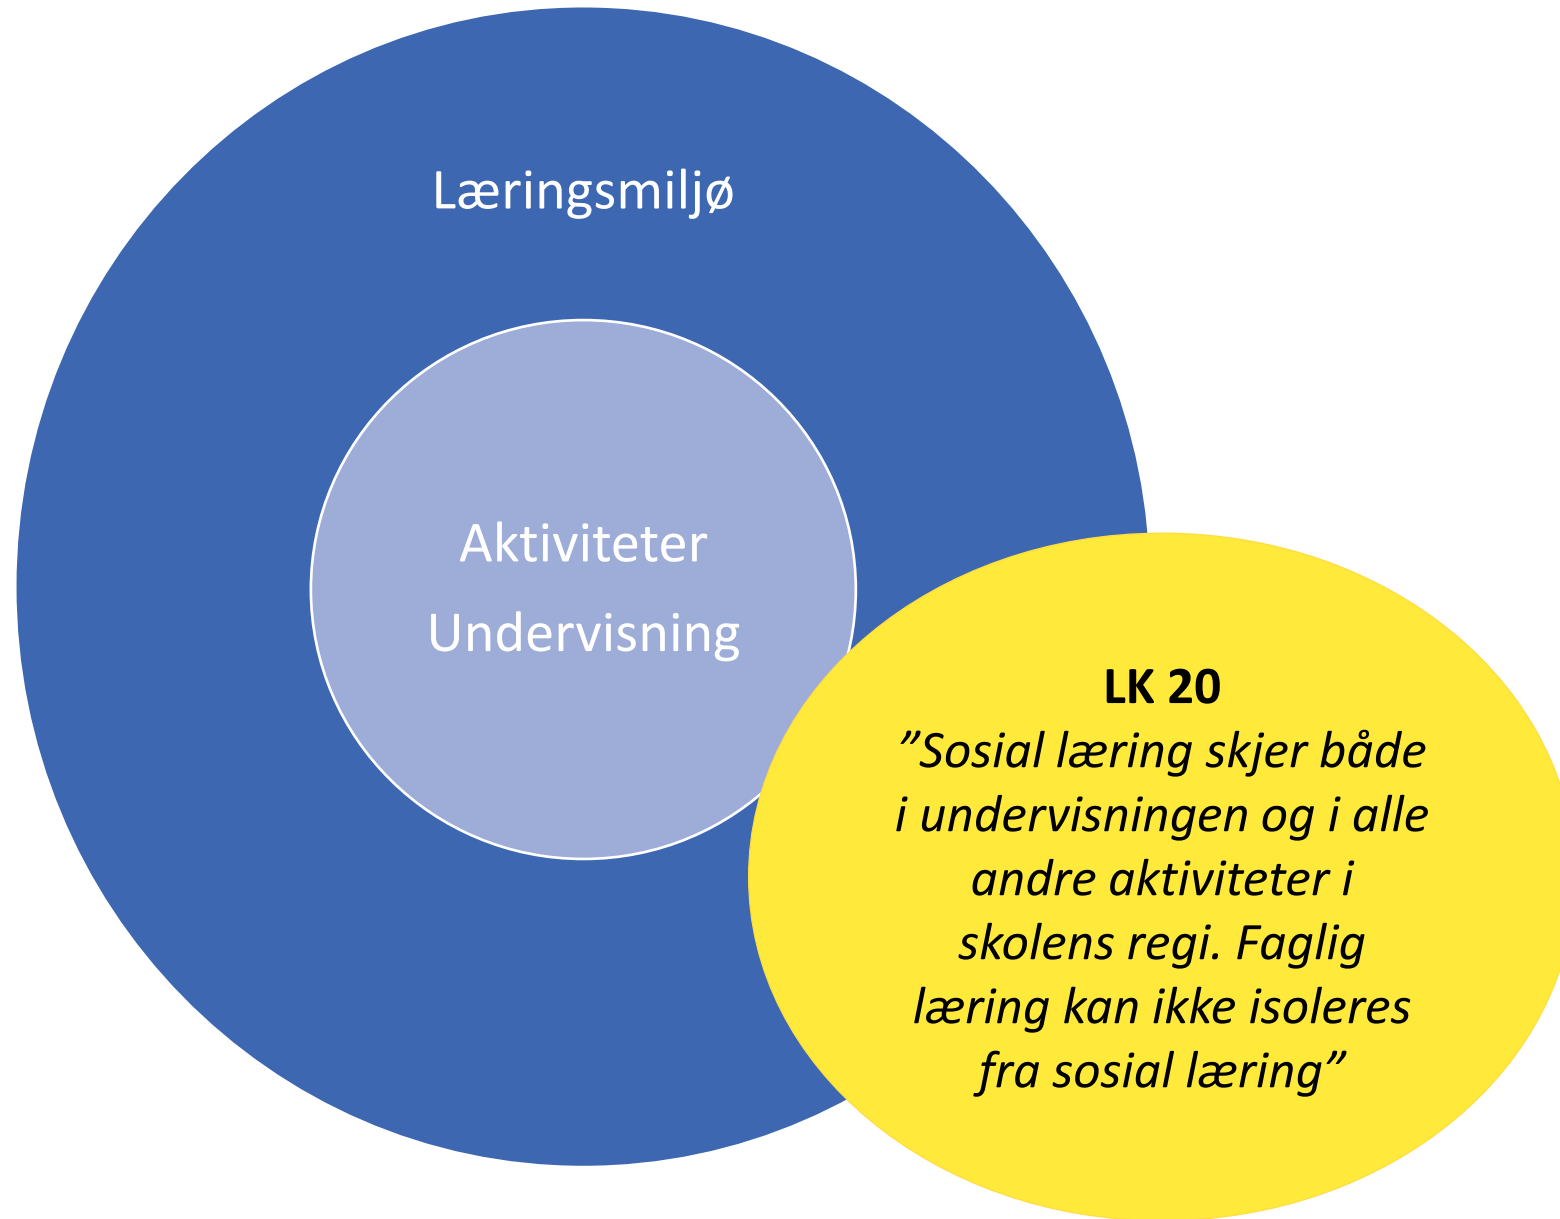 Læringsmiljø
Aktiviteter
Undervisning
LK 20
”Sosial læring skjer både
i undervisningen og i alle
andre aktiviteter i
skolens regi. Faglig
læring kan ikke isoleres
fra sosial læring”